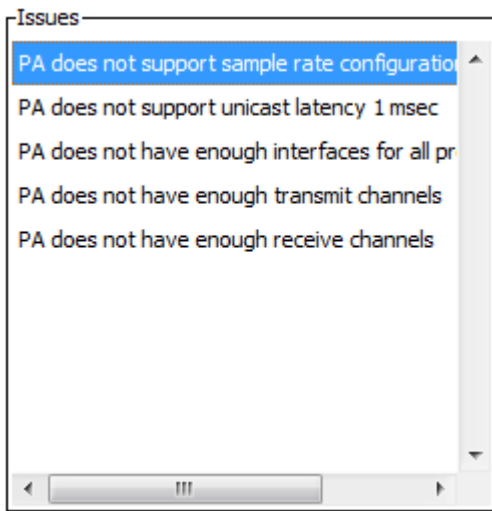 Issues
PA does not support sample rate configuration
PA does not support unicast latency 1 msec
PA does not have enough interfaces for all pr
PA does not have enough transmit channels
PA does not have enough receive channels